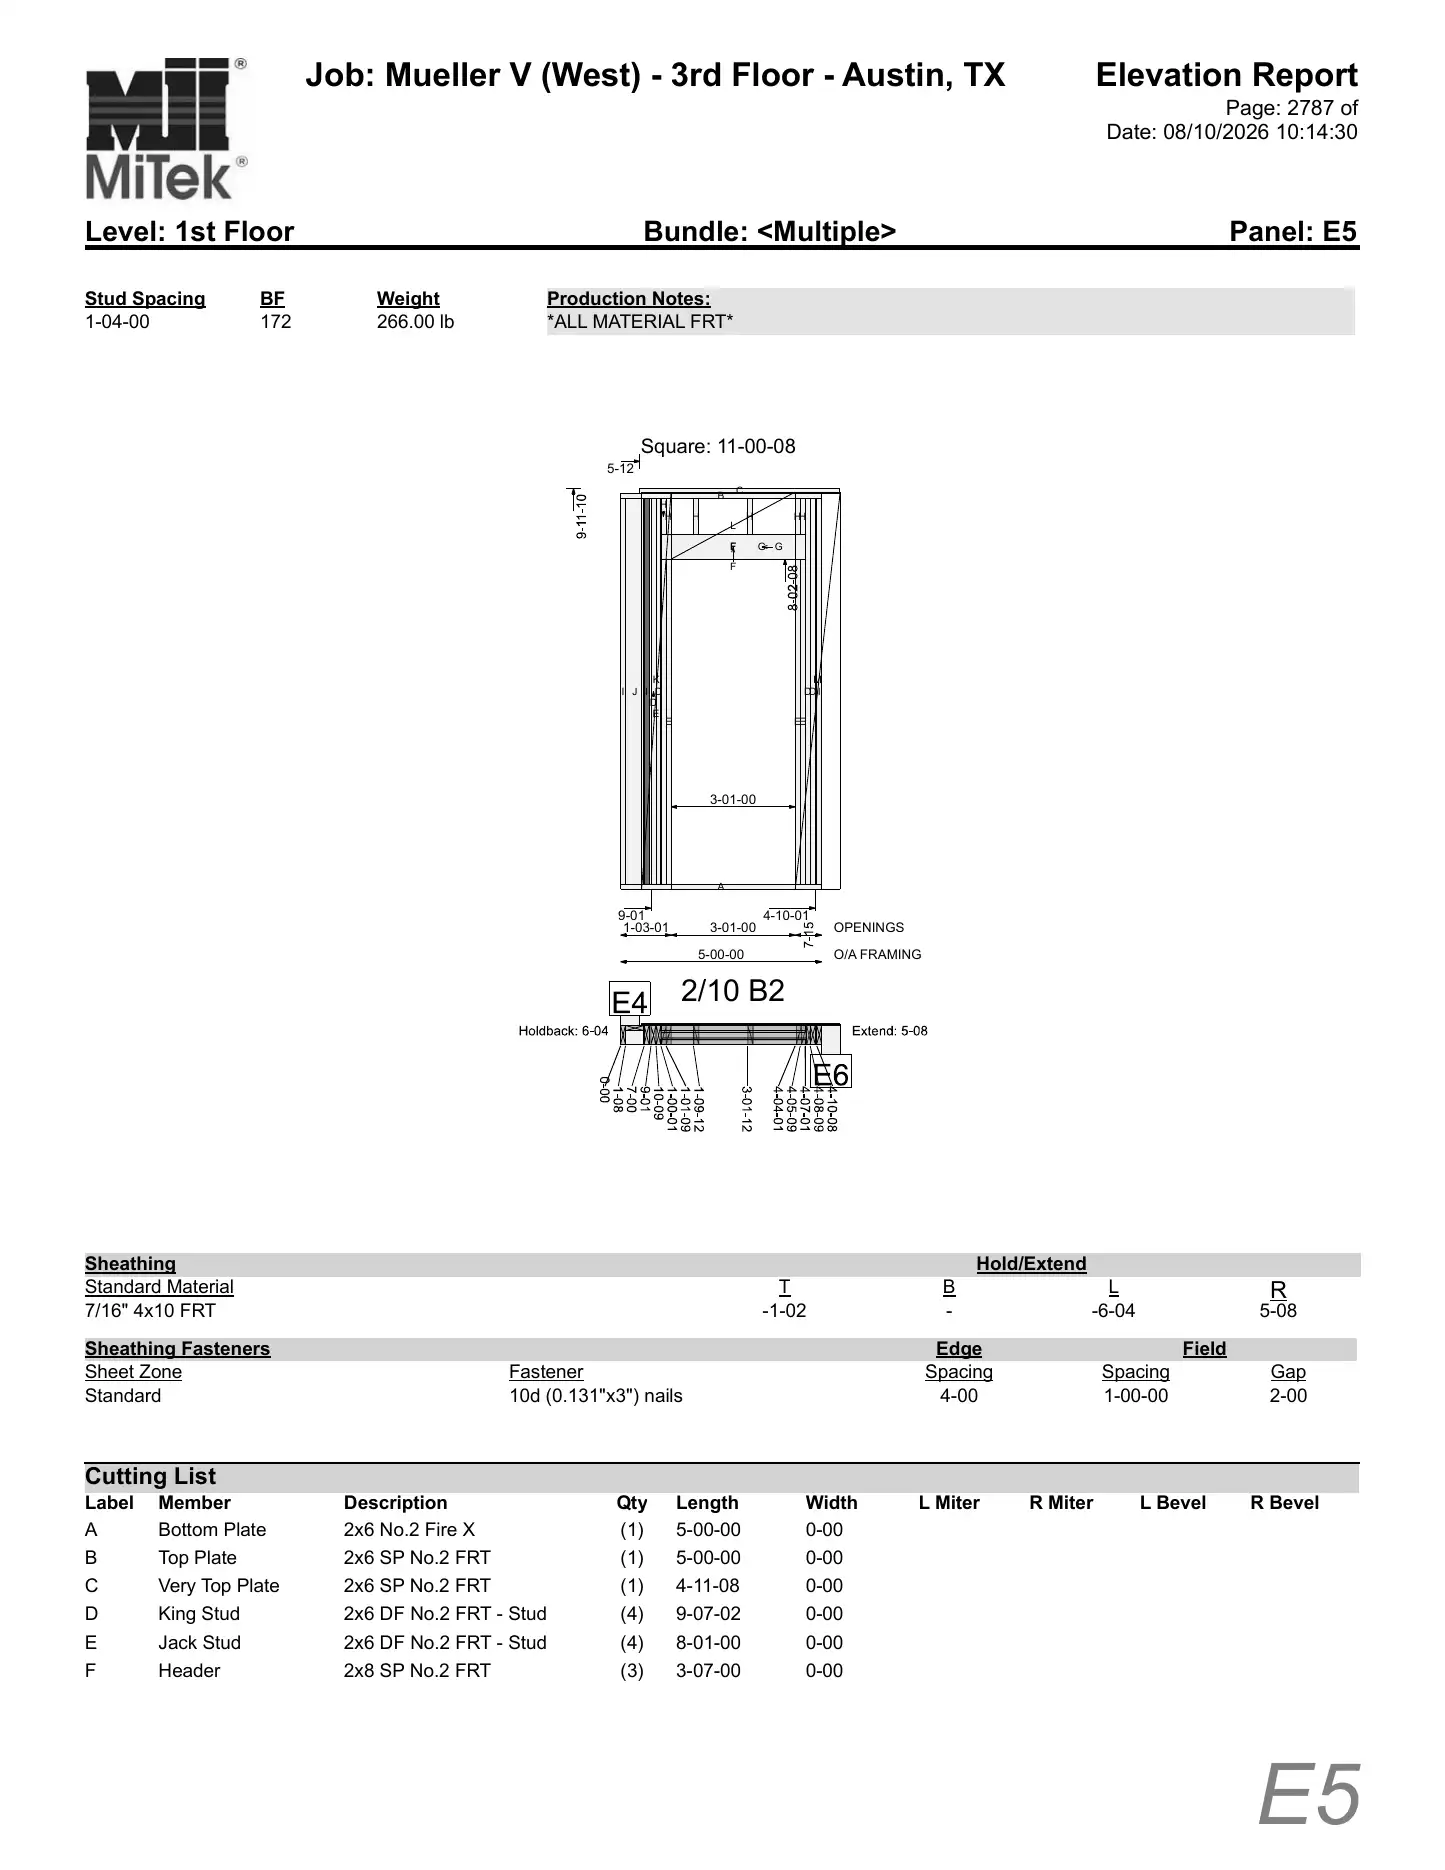 Job: Mueller V (West) - 3rd Floor - Austin, TX
Elevation Report
Page: 2787 of
Date: 08/10/2026 10:14:30
MiTek®
Level: 1st Floor Bundle: <Multiple> Panel: E5
Stud Spacing BF Weight Production Notes:
1-04-00 172 266.00 lb *ALL MATERIAL FRT*
Square: 11-00-08
5-12
9-11-10
C
L
F
G G
F
8-02-08
K
I J
E
3-01-00
A
9-01 4-10-01
1-03-01 3-01-00 7-15 OPENINGS
5-00-00 O/A FRAMING
2/10 B2
E4
Holdback: 6-04 Extend: 5-08
E6
0-00
1-08
7-00
9-01
10-09
1-00-01
1-01-09
1-09-12
3-01-12
4-04-01
4-05-09
4-07-01
4-08-09
4-10-08
Sheathing Hold/Extend
Standard Material T B L R
7/16" 4x10 FRT -1-02 - -6-04 5-08
Sheathing Fasteners Edge Field
Sheet Zone Fastener Spacing Spacing Gap
Standard 10d (0.131"x3") nails 4-00 1-00-00 2-00
Cutting List
Label Member Description Qty Length Width L Miter R Miter L Bevel R Bevel
A Bottom Plate 2x6 No.2 Fire X (1) 5-00-00 0-00
B Top Plate 2x6 SP No.2 FRT (1) 5-00-00 0-00
C Very Top Plate 2x6 SP No.2 FRT (1) 4-11-08 0-00
D King Stud 2x6 DF No.2 FRT - Stud (4) 9-07-02 0-00
E Jack Stud 2x6 DF No.2 FRT - Stud (4) 8-01-00 0-00
F Header 2x8 SP No.2 FRT (3) 3-07-00 0-00
E5